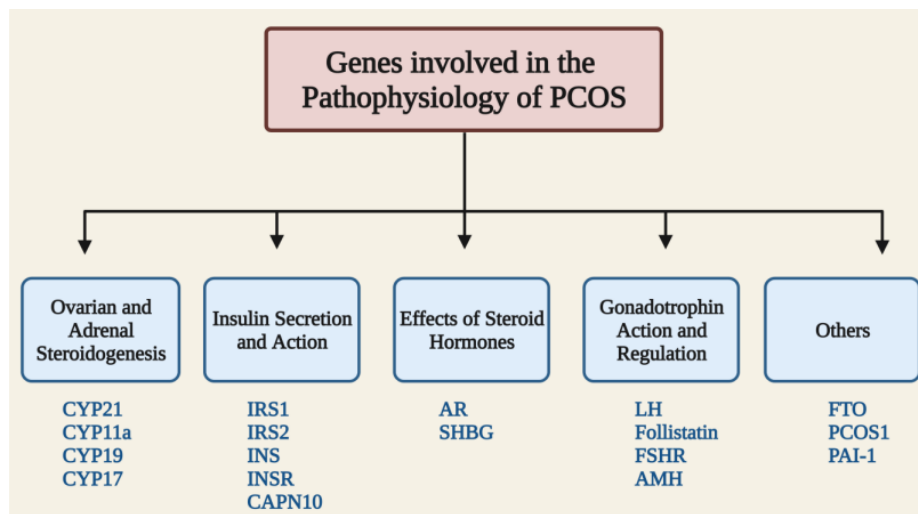 Genes involved in the
Pathophysiology of PCOS
Ovarian and
Adrenal
Steroidogenesis
CYP21
CYP11a
CYP19
CYP17
Insulin Secretion
and Action
IRS1
IRS2
INS
INSR
CAPN10
Effects of Steroid
Hormones
AR
SHBG
Gonadotrophin
Action and
Regulation
LH
Follistatin
FSHR
AMH
Others
FTO
PCOS1
PAI-1